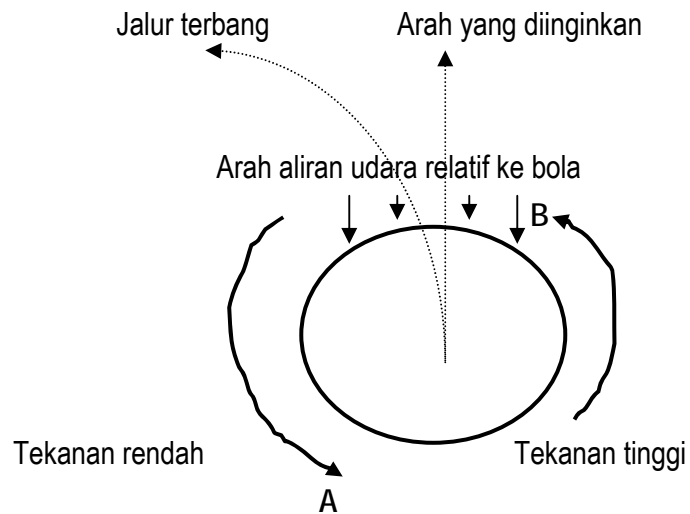 Jalur terbang
Arah yang diinginkan
Arah aliran udara relatif ke bola
B
Tekanan rendah
Tekanan tinggi
A